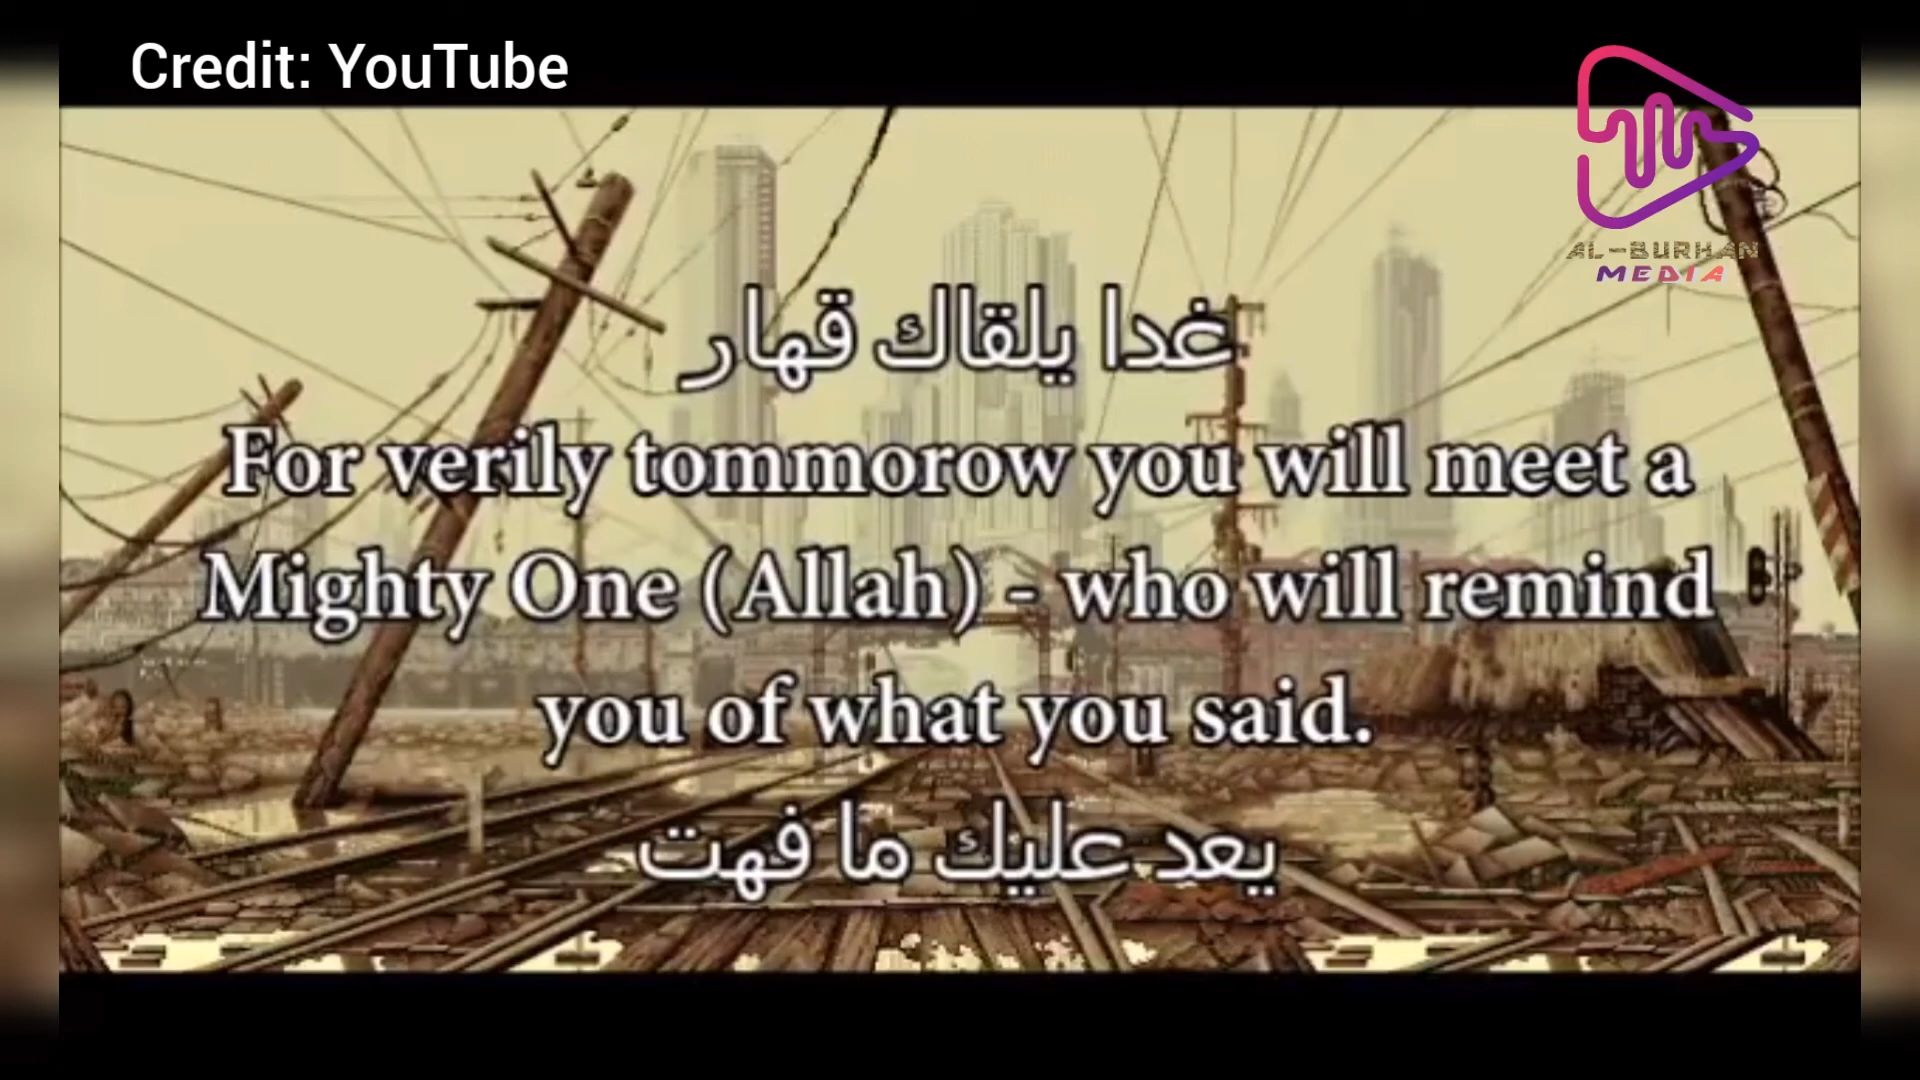 Credit: YouTube
AL-BURHAN
MEDIA
غدا يلقاك قهار
For verily tommorow you will meet a
Mighty One (Allah) - who will remind
you of what you said.
يعد عليك ما فهت